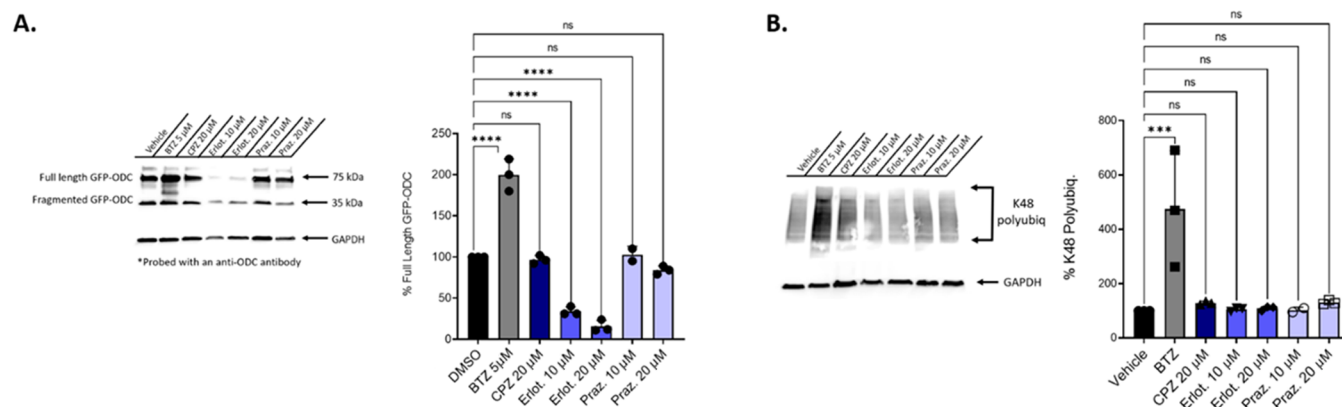 A.
Vehicle
BTZ 5 μM
CPZ 20 μM
Erlot. 10 μM
Erlot. 20 μM
Praz. 10 μM
Praz. 20 μM
Full length GFP-ODC
75 kDa
Fragmented GFP-ODC
35 kDa
GAPDH
*Probed with an anti-ODC antibody
ns
ns
****
****
ns
****
% Full Length GFP-ODC
250
200
150
100
50
0
DMSO
BTZ 5μM
CPZ 20 μM
Erlot. 10 μM
Erlot. 20 μM
Praz. 10 μM
Praz. 20 μM
B.
Vehicle
BTZ 5 μM
CPZ 20 μM
Erlot. 10 μM
Erlot. 20 μM
Praz. 10 μM
Praz. 20 μM
K48
polyubiq
GAPDH
ns
ns
ns
ns
ns
***
% K48 Polyubiq.
800
600
400
200
0
Vehicle
BTZ
CPZ 20 μM
Erlot. 10 μM
Erlot. 20 μM
Praz. 10 μM
Praz. 20 μM